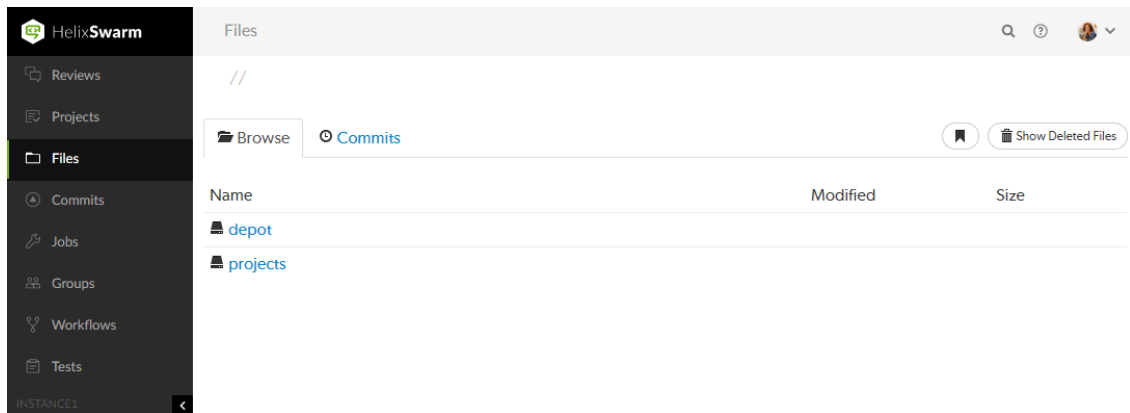 HelixSwarm
Files
Reviews
//
Projects
Browse
Commits
Show Deleted Files
Files
Name Modified Size
Commits
depot
Jobs
projects
Groups
Workflows
Tests
INSTANCE1